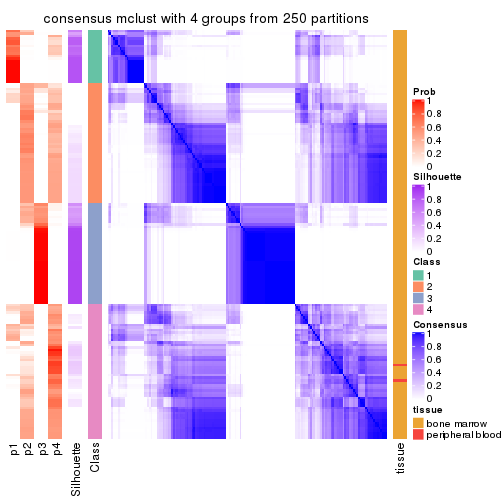 consensus mclust with 4 groups from 250 partitions
Prob
1
0.8
0.6
0.4
0.2
0
Silhouette
1
0.8
0.6
0.4
0.2
0
Class
1
2
3
4
Consensus
1
0.8
0.6
0.4
0.2
0
tissue
bone marrow
peripheral blood
p1
p2
p3
p4
Silhouette
Class
tissue